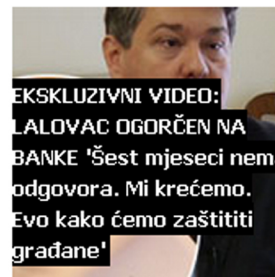 EKSKLUZIVNI VIDEO:
LALOVAC OGORČEN NA
BANKE 'Šest mjeseci nem
odgovora. Mi krećemo.
Evo kako ćemo zaštititi
građane'